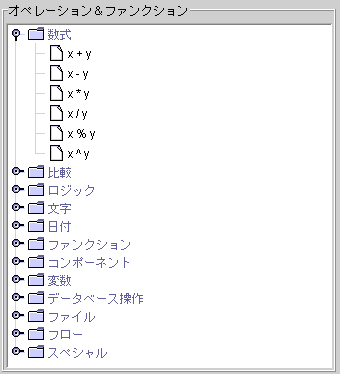 オペレーション＆ファンクション
数式
x + y
x - y
x * y
x / y
x % y
x ^ y
比較
ロジック
文字
日付
ファンクション
コンポーネント
変数
データベース操作
ファイル
フロー
スペシャル